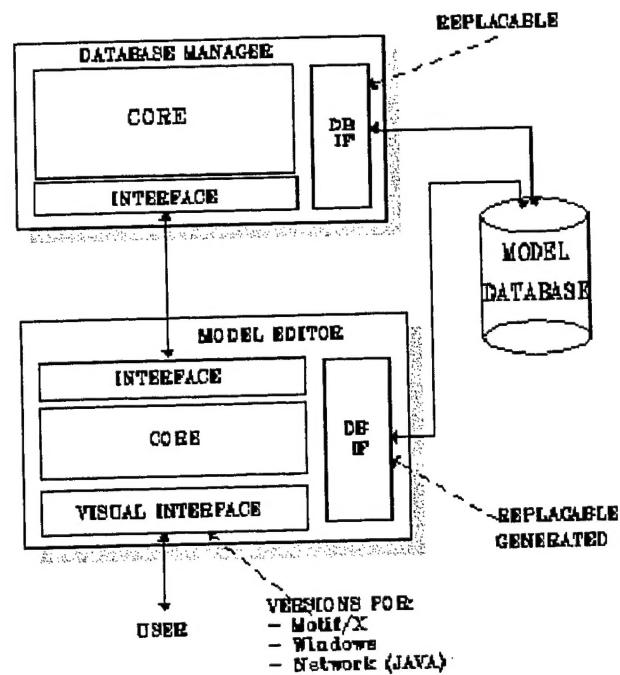 REPLACABLE
DATABASE MANAGER
CORE
DB
IF
INTERFACE
MODEL
DATABASE
MODEL EDITOR
INTERFACE
CORE
DB
IF
VISUAL INTERFACE
REPLACABLE
GENERATED
USER
VERSIONS FOR:
- Motif/X
- Windows
- Network (JAVA)